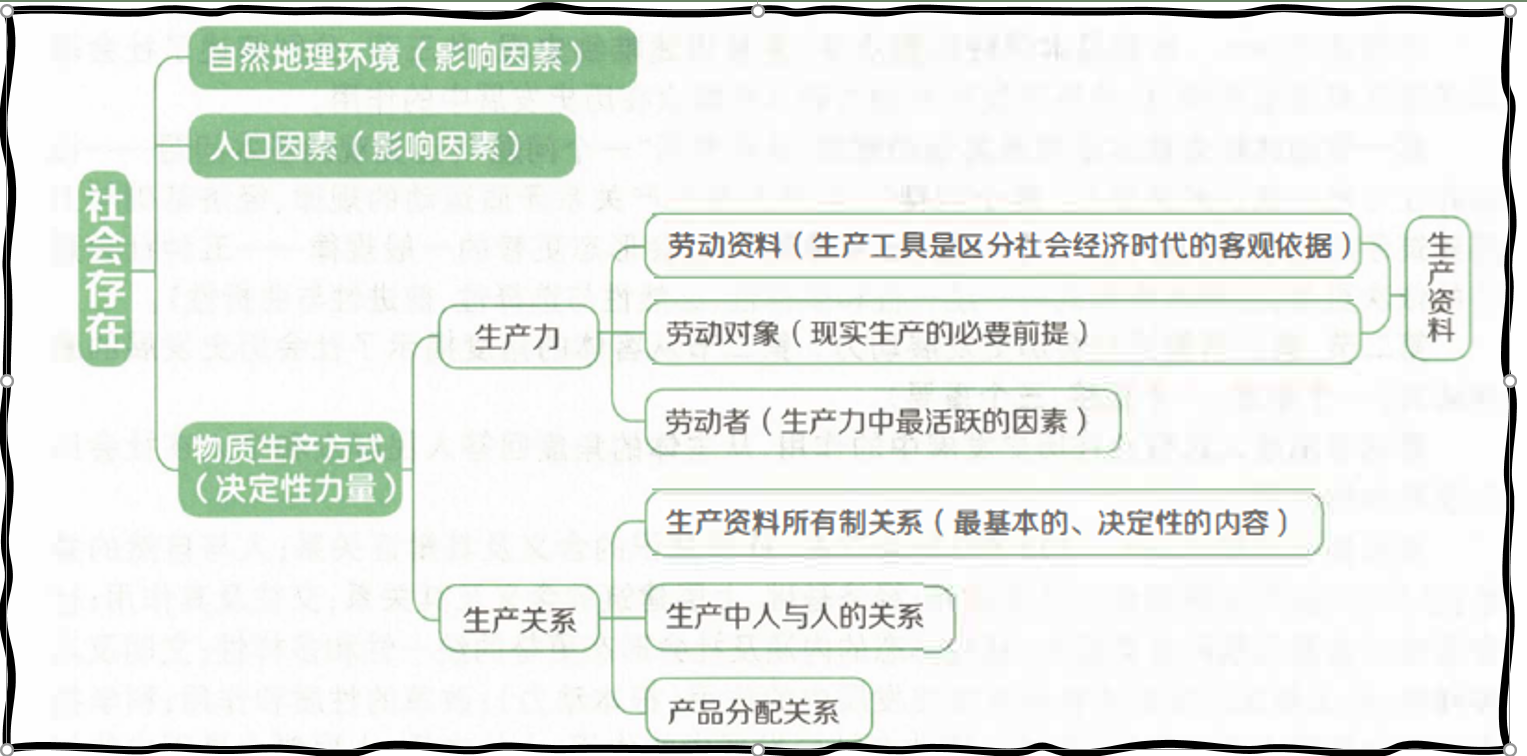 社会存在
自然地理环境（影响因素）
人口因素（影响因素）
物质生产方式
（决定性力量）
生产力
劳动资料（生产工具是区分社会经济时代的客观依据）
劳动对象（现实生产的必要前提）
生产资料
劳动者（生产力中最活跃的因素）
生产关系
生产资料所有制关系（最基本的、决定性的内容）
生产中人与人的关系
产品分配关系